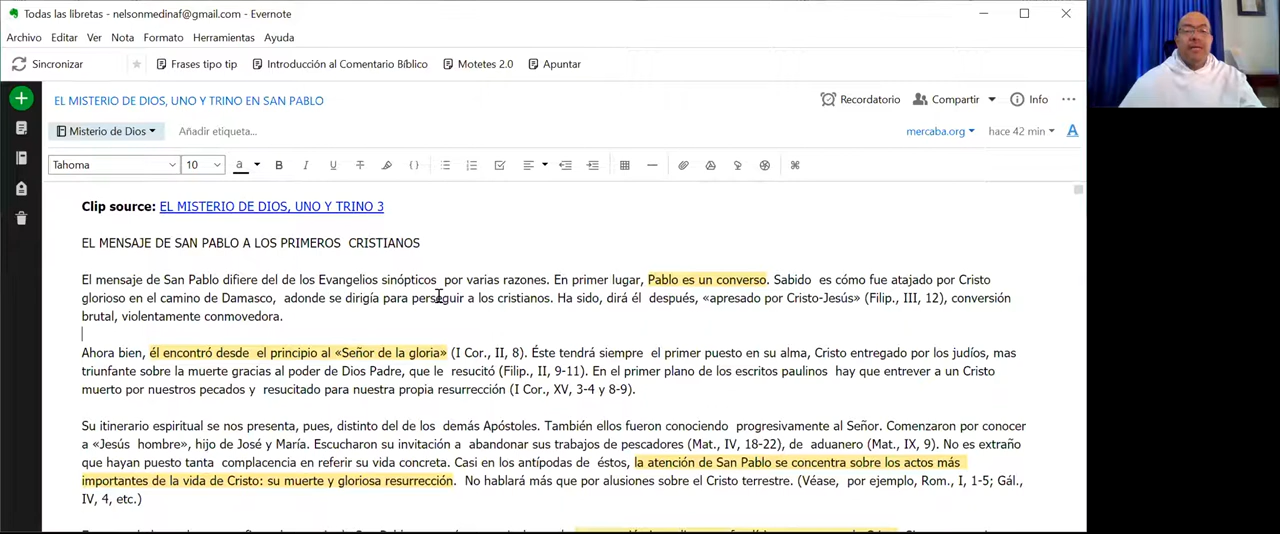 Todas las libretas - nelsonmedinaf@gmail.com - Evernote
Archivo Editar Ver Nota Formato Herramientas Ayuda
Sincronizar Frases tipo tip Introducción al Comentario Bíblico Motetes 2.0 Apuntar
EL MISTERIO DE DIOS, UNO Y TRINO EN SAN PABLO Recordatorio Compartir Info
Misterio de Dios Añadir etiqueta... mercaba.org hace 42 min A
Tahoma 10 a B I U T
Clip source: EL MISTERIO DE DIOS, UNO Y TRINO 3
EL MENSAJE DE SAN PABLO A LOS PRIMEROS CRISTIANOS
El mensaje de San Pablo difiere del de los Evangelios sinópticos por varias razones. En primer lugar, Pablo es un converso. Sabido es cómo fue atajado por Cristo
glorioso en el camino de Damasco, adonde se dirigía para perseguir a los cristianos. Ha sido, dirá él después, «apresado por Cristo-Jesús» (Filip., III, 12), conversión
brutal, violentamente conmovedora.
Ahora bien, él encontró desde el principio al «Señor de la gloria» (I Cor., II, 8). Éste tendrá siempre el primer puesto en su alma, Cristo entregado por los judíos, mas
triunfante sobre la muerte gracias al poder de Dios Padre, que le resucitó (Filip., II, 9-11). En el primer plano de los escritos paulinos hay que entrever a un Cristo
muerto por nuestros pecados y resucitado para nuestra propia resurrección (I Cor., XV, 3-4 y 8-9).
Su itinerario espiritual se nos presenta, pues, distinto del de los demás Apóstoles. También ellos fueron conociendo progresivamente al Señor. Comenzaron por conocer
a «Jesús hombre», hijo de José y María. Escucharon su invitación a abandonar sus trabajos de pescadores (Mat., IV, 18-22), de aduanero (Mat., IX, 9). No es extraño
que hayan puesto tanta complacencia en referir su vida concreta. Casi en los antípodas de éstos, la atención de San Pablo se concentra sobre los actos más
importantes de la vida de Cristo: su muerte y gloriosa resurrección. No hablará más que por alusiones sobre el Cristo terrestre. (Véase, por ejemplo, Rom., I, 1-5; Gál.,
IV, 4, etc.)